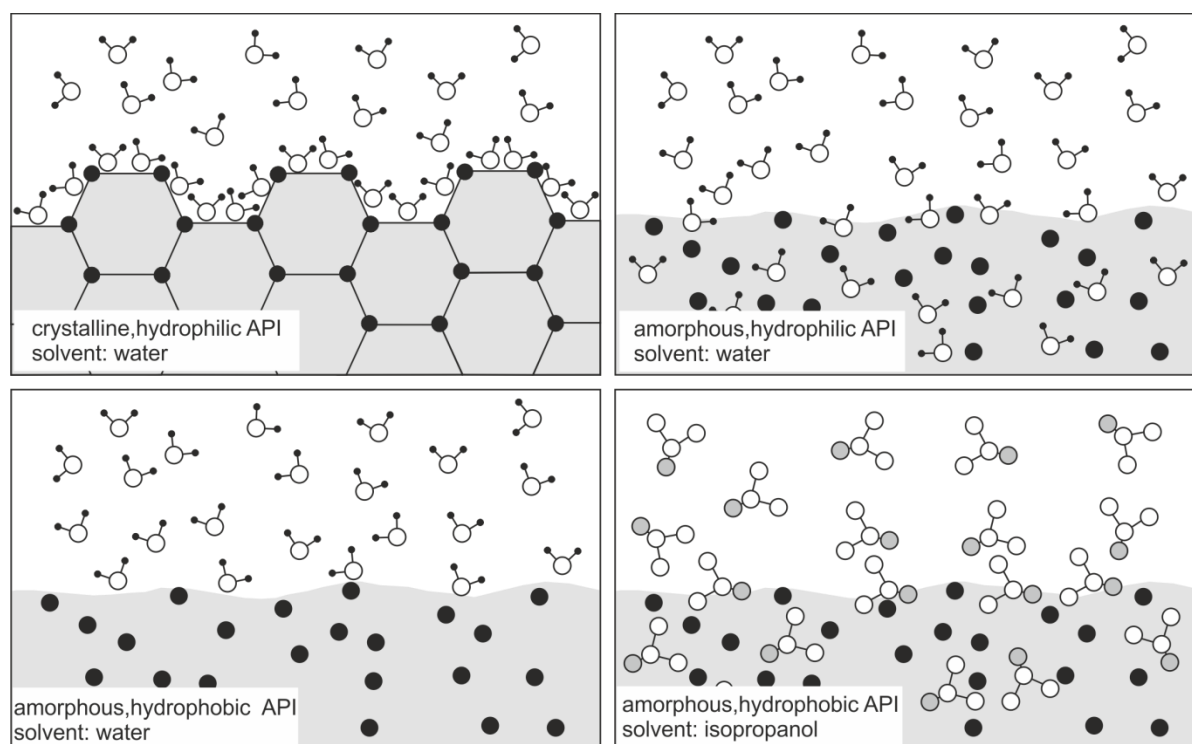 crystalline,hydrophilic API
solvent: water
amorphous,hydrophilic API
solvent: water
amorphous,hydrophobic  API
solvent: water
amorphous,hydrophobic API
solvent: isopropanol